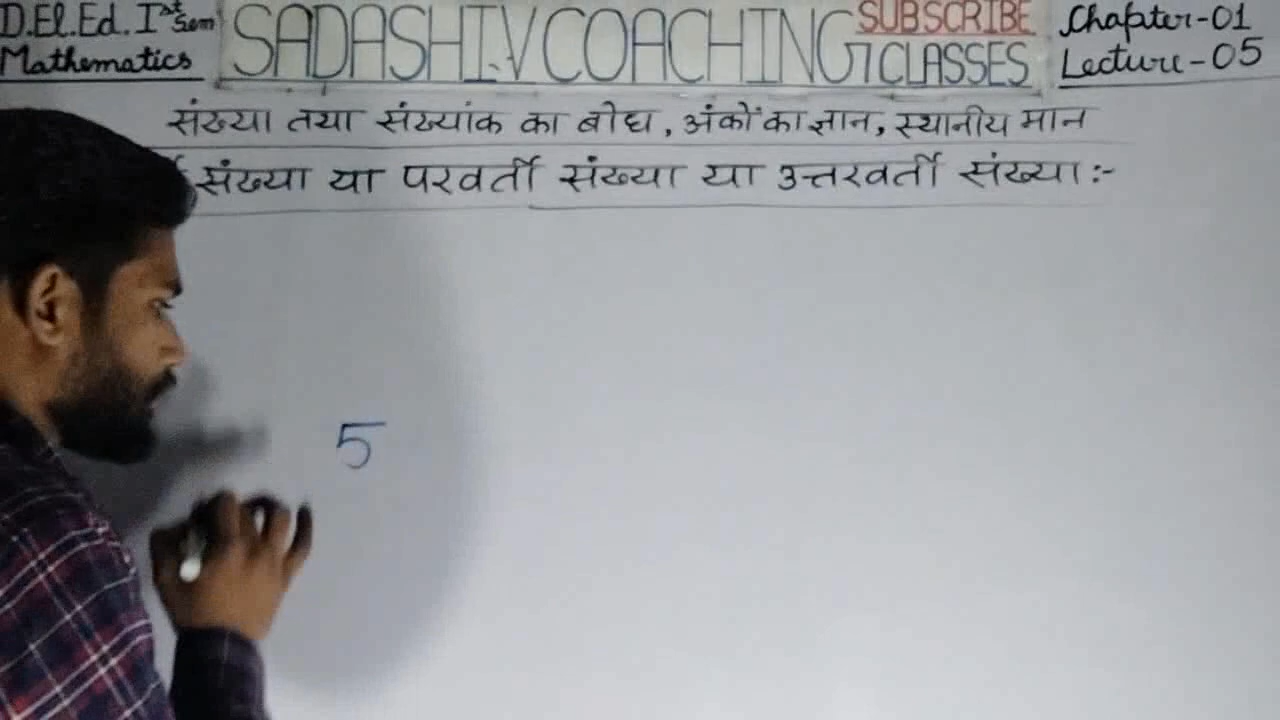 D.El.Ed. Ist Sem
Mathematics
SADASHIV COACHING CLASSES
SUBSCRIBE
Chapter-01
Lecture-05
संख्या तथा संख्यांक का बोध, अंकों का ज्ञान, स्थानीय मान
संख्या या परवर्ती संख्या या उत्तरवर्ती संख्या:-
5